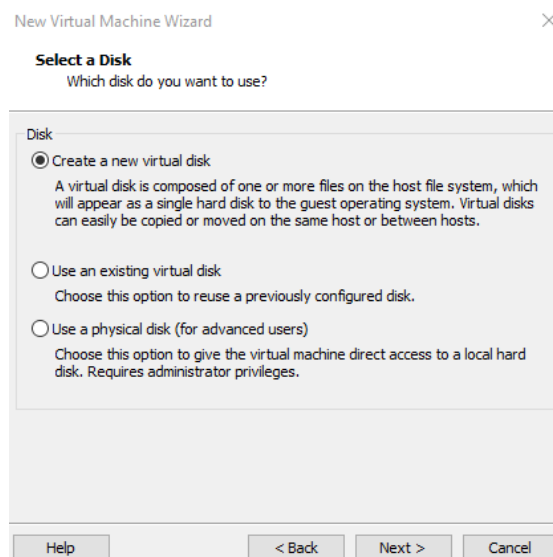 New Virtual Machine Wizard
Select a Disk
Which disk do you want to use?
Disk
Create a new virtual disk
A virtual disk is composed of one or more files on the host file system, which
will appear as a single hard disk to the guest operating system. Virtual disks
can easily be copied or moved on the same host or between hosts.
Use an existing virtual disk
Choose this option to reuse a previously configured disk.
Use a physical disk (for advanced users)
Choose this option to give the virtual machine direct access to a local hard
disk. Requires administrator privileges.
Help < Back Next > Cancel